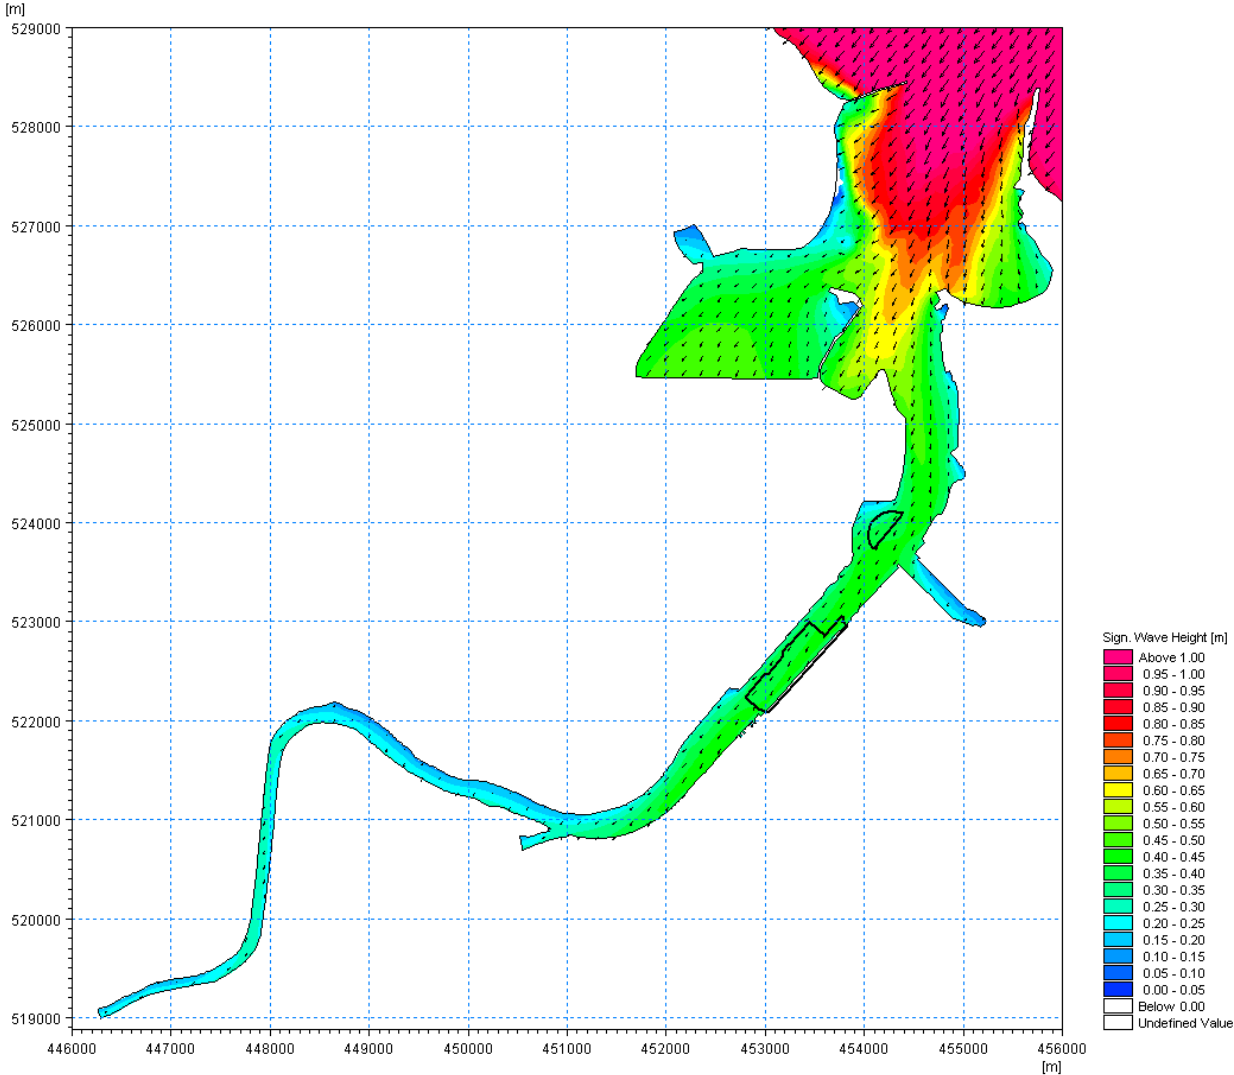 [m]
529000
528000
527000
526000
525000
524000
523000
522000
521000
520000
519000
446000 447000 448000 449000 450000 451000 452000 453000 454000 455000 456000
[m]
Sign. Wave Height [m]
Above 1.00
0.95 - 1.00
0.90 - 0.95
0.85 - 0.90
0.80 - 0.85
0.75 - 0.80
0.70 - 0.75
0.65 - 0.70
0.60 - 0.65
0.55 - 0.60
0.50 - 0.55
0.45 - 0.50
0.40 - 0.45
0.35 - 0.40
0.30 - 0.35
0.25 - 0.30
0.20 - 0.25
0.15 - 0.20
0.10 - 0.15
0.05 - 0.10
0.00 - 0.05
Below 0.00
Undefined Value